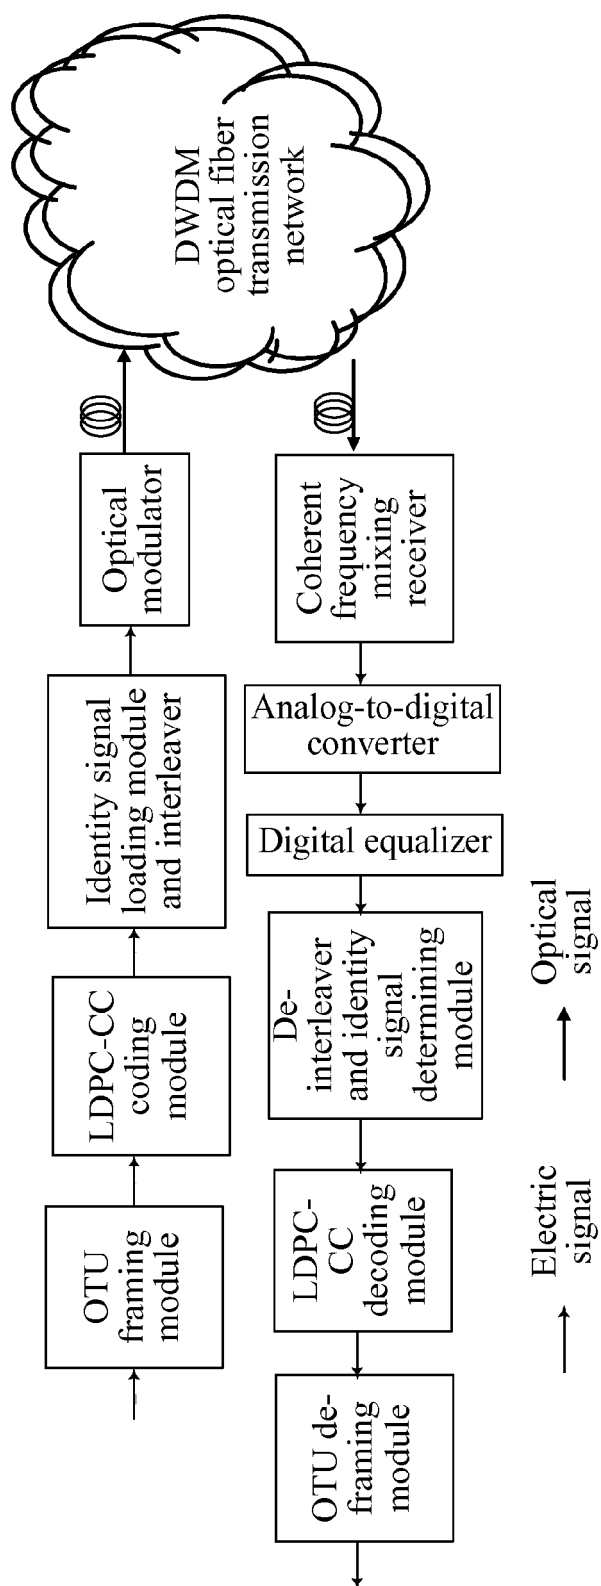 OTU
framing
module
LDPC-CC
coding
module
Identity signal
loading module
and interleaver
Optical
modulator
DWDM
optical fiber
transmission
network
Coherent
frequency
mixing
receiver
Analog-to-digital
converter
Digital equalizer
De-
interleaver
and identity
signal
determining
module
LDPC-
CC
decoding
module
OTU de-
framing
module
Electric
signal
Optical
signal